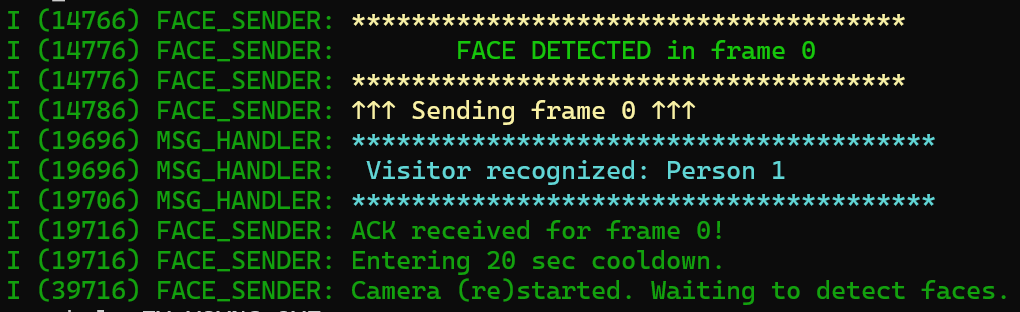 I (14766) FACE_SENDER: *************************************
I (14776) FACE_SENDER:        FACE DETECTED in frame 0
I (14776) FACE_SENDER: *************************************
I (14786) FACE_SENDER: ↑↑↑ Sending frame 0 ↑↑↑
I (19696) MSG_HANDLER: ***************************************
I (19696) MSG_HANDLER:  Visitor recognized: Person 1
I (19706) MSG_HANDLER: ***************************************
I (19716) FACE_SENDER: ACK received for frame 0!
I (19716) FACE_SENDER: Entering 20 sec cooldown.
I (39716) FACE_SENDER: Camera (re)started. Waiting to detect faces.